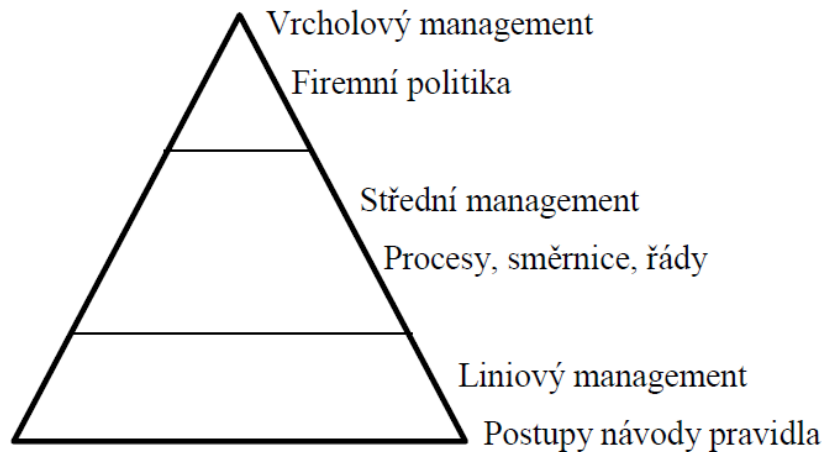 Vrcholový management
Firemní politika
Střední management
Procesy, směrnice, řády
Liniový management
Postupy návody pravidla